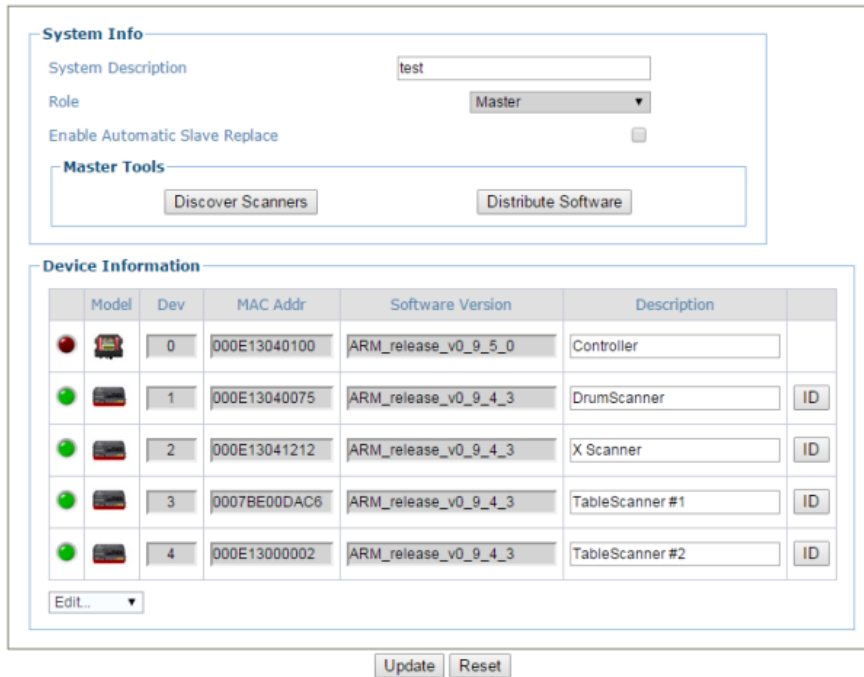 System Info
System Description test
Role Master
Enable Automatic Slave Replace
Master Tools
Discover Scanners Distribute Software
Device Information
Model Dev MAC Addr Software Version Description
0 000E13040100 ARM_release_v0_9_5_0 Controller
1 000E13040075 ARM_release_v0_9_4_3 DrumScanner ID
2 000E13041212 ARM_release_v0_9_4_3 X Scanner ID
3 0007BE00DAC6 ARM_release_v0_9_4_3 TableScanner #1 ID
4 000E13000002 ARM_release_v0_9_4_3 TableScanner #2 ID
Edit...
Update Reset